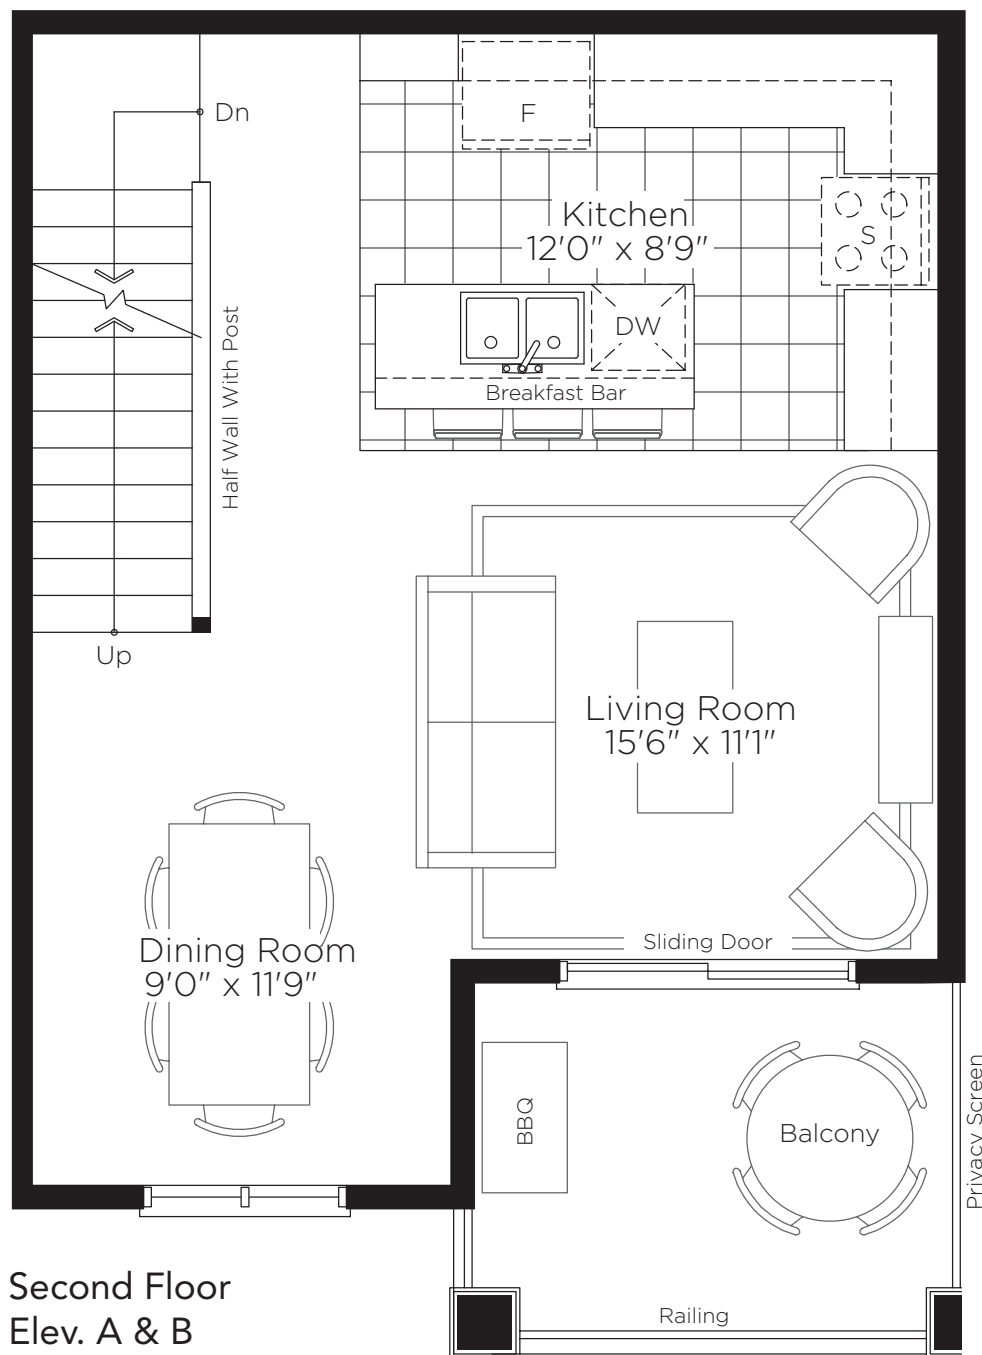 Dn
F
Kitchen
12'0" x 8'9"
S
DW
Breakfast Bar
Half Wall With Post
Up
Living Room
15'6" x 11'1"
Dining Room
9'0" x 11'9"
Sliding Door
BBQ
Balcony
Privacy Screen
Railing
Second Floor
Elev. A & B